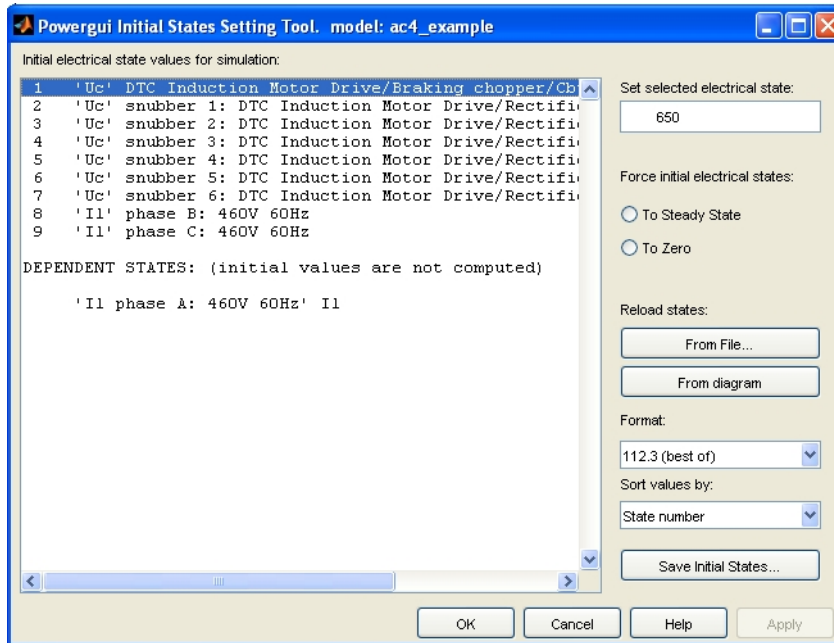 Powergui Initial States Setting Tool. model: ac4_example
Initial electrical state values for simulation:
1 'Uc' DTC Induction Motor Drive/Braking chopper/Cb
2 'Uc' snubber 1: DTC Induction Motor Drive/Rectifi
3 'Uc' snubber 2: DTC Induction Motor Drive/Rectifi
4 'Uc' snubber 3: DTC Induction Motor Drive/Rectifi
5 'Uc' snubber 4: DTC Induction Motor Drive/Rectifi
6 'Uc' snubber 5: DTC Induction Motor Drive/Rectifi
7 'Uc' snubber 6: DTC Induction Motor Drive/Rectifi
8 'Il' phase B: 460V 60Hz
9 'Il' phase C: 460V 60Hz
DEPENDENT STATES: (initial values are not computed)
'Il phase A: 460V 60Hz' Il
Set selected electrical state:
650
Force initial electrical states:
To Steady State
To Zero
Reload states:
From File...
From diagram
Format:
112.3 (best of)
Sort values by:
State number
Save Initial States...
OK Cancel Help Apply